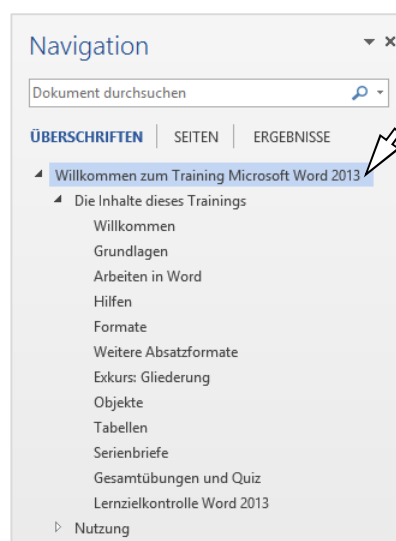 Navigation
Dokument durchsuchen
ÜBERSCHRIFTEN SEITEN ERGEBNISSE
Willkommen zum Training Microsoft Word 2013
Die Inhalte dieses Trainings
Willkommen
Grundlagen
Arbeiten in Word
Hilfen
Formate
Weitere Absatzformate
Exkurs: Gliederung
Objekte
Tabellen
Serienbriefe
Gesamtübungen und Quiz
Lernzielkontrolle Word 2013
Nutzung